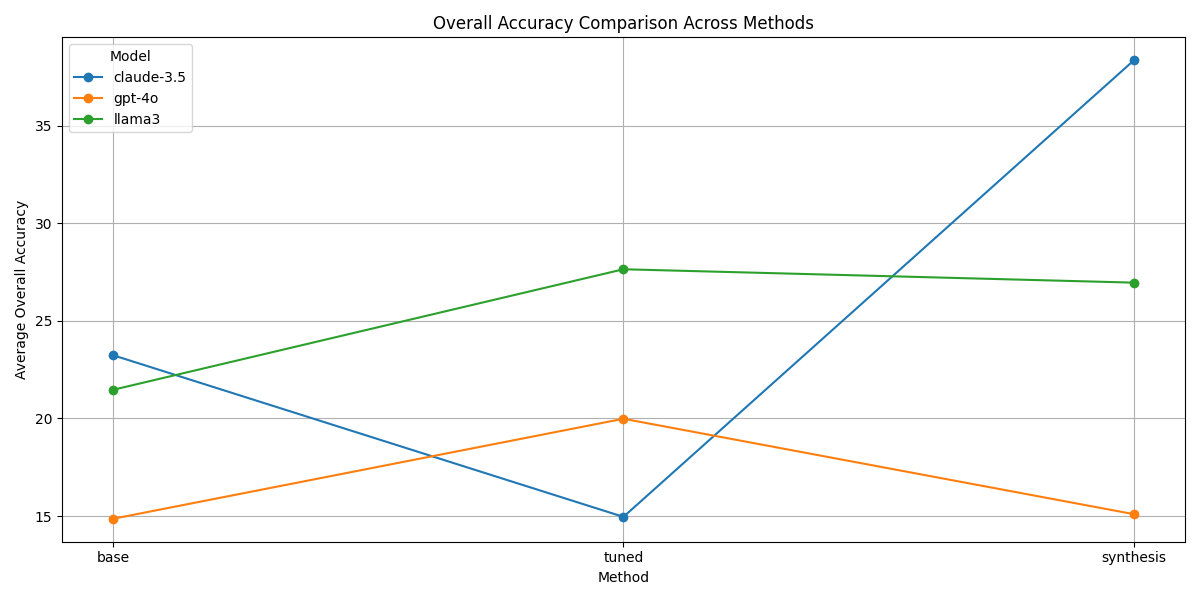 Overall Accuracy Comparison Across Methods
Model
claude-3.5
gpt-4o
llama3
Average Overall Accuracy
35
30
25
20
15
base
tuned
synthesis
Method